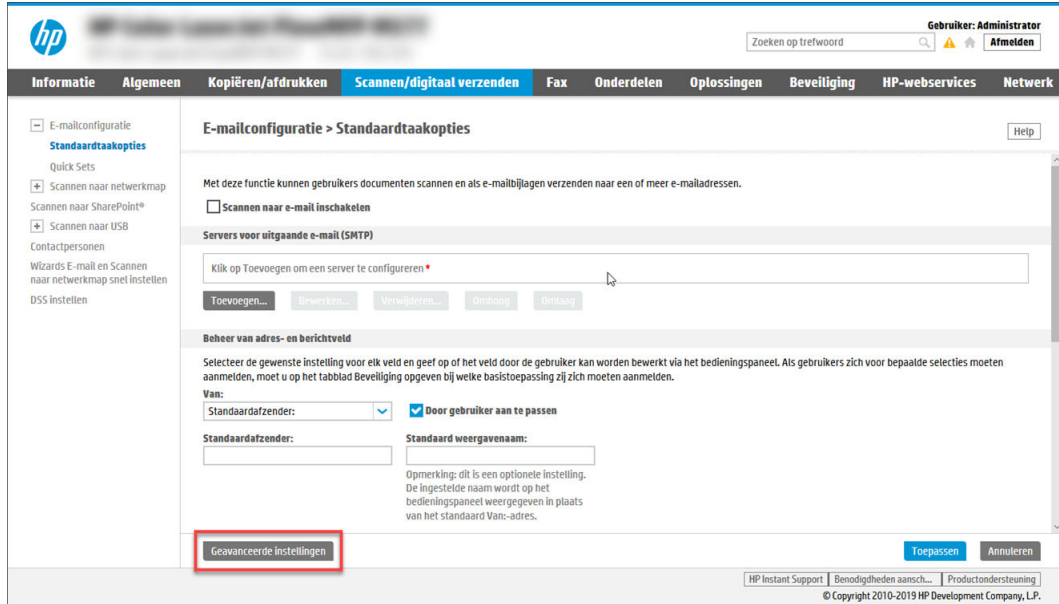 hp
Gebruiker: Administrator
Zoeken op trefwoord
Afmelden
Informatie Algemeen Kopiëren/afdrukken Scannen/digitaal verzenden Fax Onderdelen Oplossingen Beveiliging HP-webservices Netwerk
E-mailconfiguratie
Standaardtaakopties
Quick Sets
Scannen naar netwerkmap
Scannen naar SharePoint®
Scannen naar USB
Contactpersonen
Wizards E-mail en Scannen
naar netwerkmap snel instellen
DSS instellen
E-mailconfiguratie > Standaardtaakopties
Help
Met deze functie kunnen gebruikers documenten scannen en als e-mailbijlagen verzenden naar een of meer e-mailadressen.
Scannen naar e-mail inschakelen
Servers voor uitgaande e-mail (SMTP)
Klik op Toevoegen om een server te configureren *
Toevoegen... Bewerken... Verwijderen... Omhoog Omlaag
Beheer van adres- en berichtveld
Selecteer de gewenste instelling voor elk veld en geef op of het veld door de gebruiker kan worden bewerkt via het bedieningspaneel. Als gebruikers zich voor bepaalde selecties moeten
aanmelden, moet u op het tabblad Beveiliging opgeven bij welke basistoepassing zij zich moeten aanmelden.
Van:
Standaardafzender: Door gebruiker aan te passen
Standaardafzender: Standaard weergavenaam:
Opmerking: dit is een optionele instelling.
De ingestelde naam wordt op het
bedieningspaneel weergegeven in plaats
van het standaard Van:-adres.
Geavanceerde instellingen Toepassen Annuleren
HP Instant Support Benodigdheden aansch... Productondersteuning
© Copyright 2010-2019 HP Development Company, L.P.